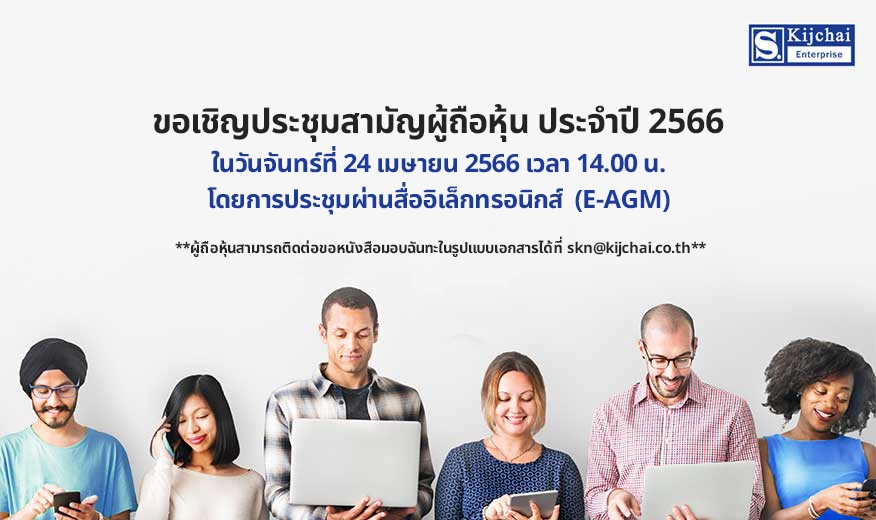 S. Kijchai
Enterprise
ขอเชิญประชุมสามัญผู้ถือหุ้น ประจำปี 2566
ในวันจันทร์ที่ 24 เมษายน 2566 เวลา 14.00 น.
โดยการประชุมผ่านสื่ออิเล็กทรอนิกส์ (E-AGM)
**ผู้ถือหุ้นสามารถติดต่อขอหนังสือมอบฉันทะในรูปแบบเอกสารได้ที่ skn@kijchai.co.th**